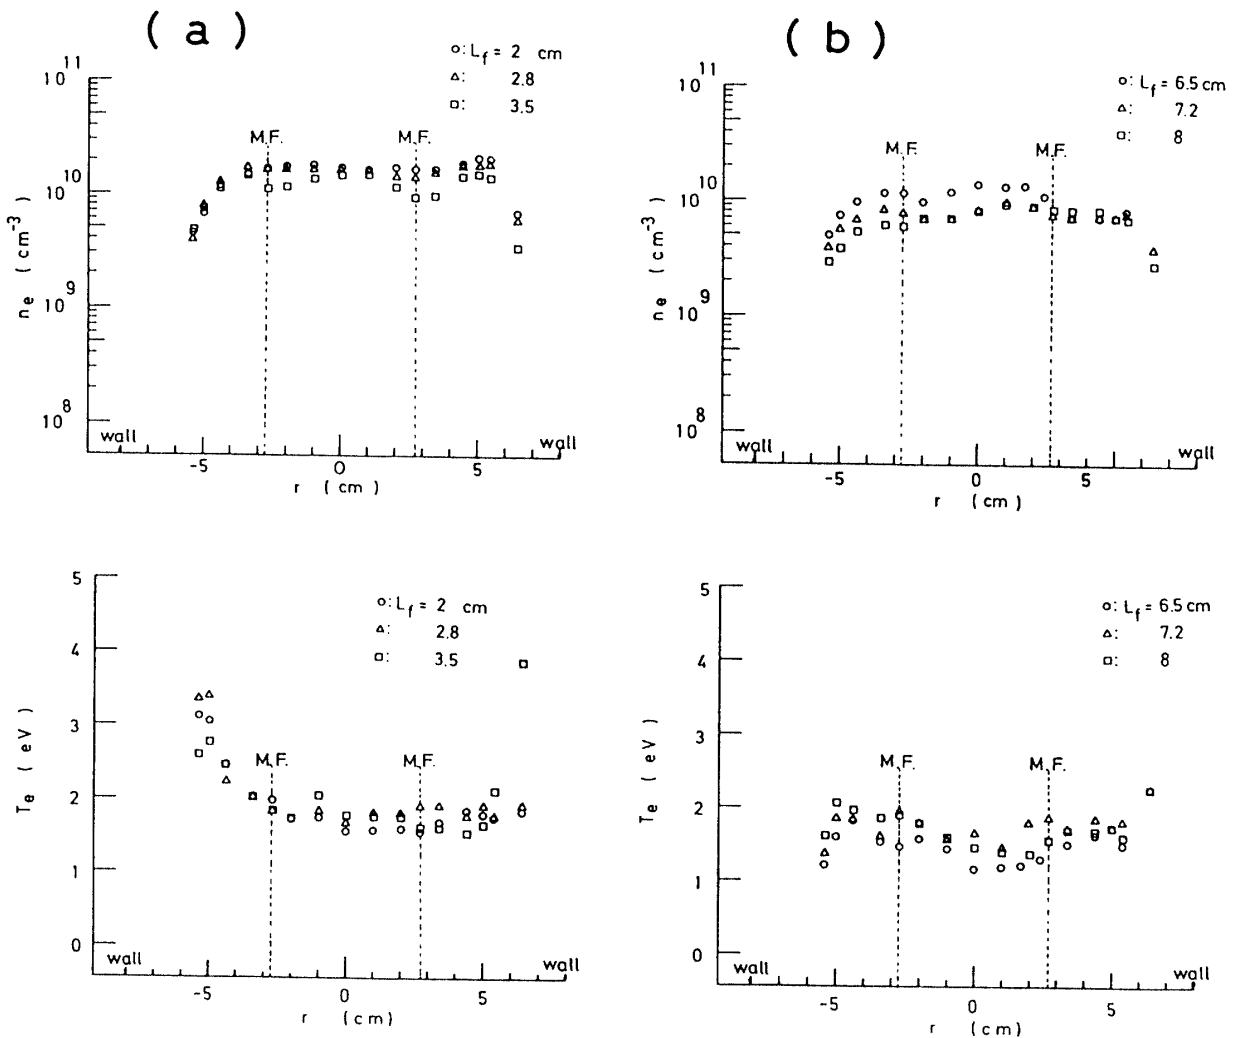 ( a )
○: L_f = 2 cm
△: 2.8
□: 3.5
10^11
10^10
10^9
10^8
n_e ( cm^-3 )
M.F. M.F.
wall wall
-5 0 5
r ( cm )
( b )
○: L_f = 6.5 cm
△: 7.2
□: 8
10^11
10^10
10^9
10^8
n_e ( cm^-3 )
M.F. M.F.
wall wall
-5 0 5
r ( cm )
○: L_f = 2 cm
△: 2.8
□: 3.5
5
4
3
2
1
0
T_e ( eV )
M.F. M.F.
wall wall
-5 0 5
r ( cm )
○: L_f = 6.5 cm
△: 7.2
□: 8
5
4
3
2
1
0
T_e ( eV )
M.F. M.F.
wall wall
-5 0 5
r ( cm )